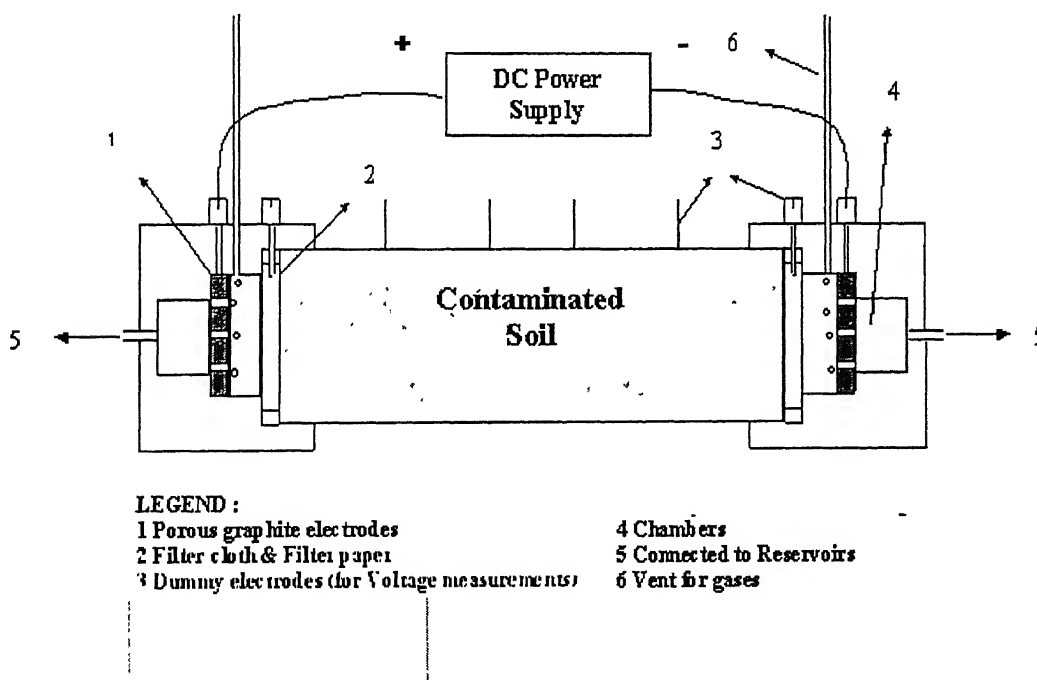 +
-
6
DC Power
Supply
4
1
2
3
Contaminated
Soil
5
5
LEGEND :
1 Porous graphite electrodes
2 Filter cloth & Filter paper
3 Dummy electrodes (for Voltage measurements)
4 Chambers
5 Connected to Reservoirs
6 Vent for gases